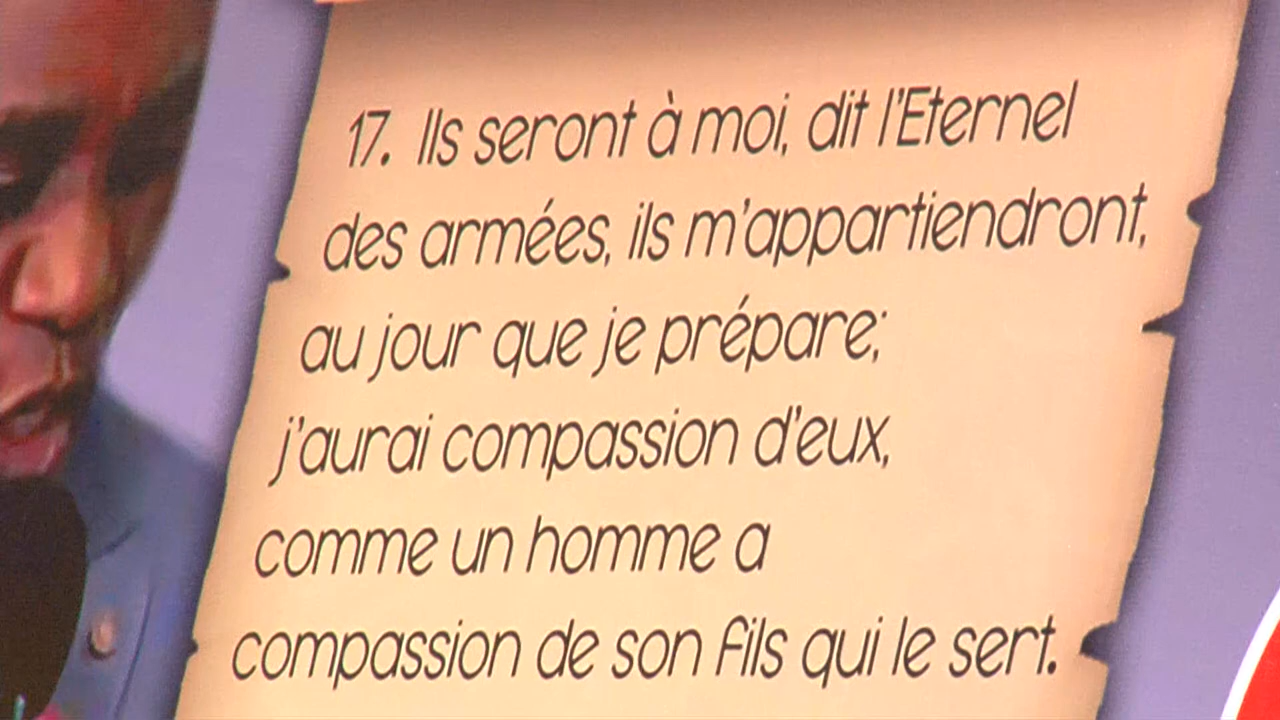 17. Ils seront à moi, dit l'Eternel
des armées, ils m'appartiendront,
au jour que je prépare;
j'aurai compassion d'eux,
comme un homme a
compassion de son fils qui le sert.